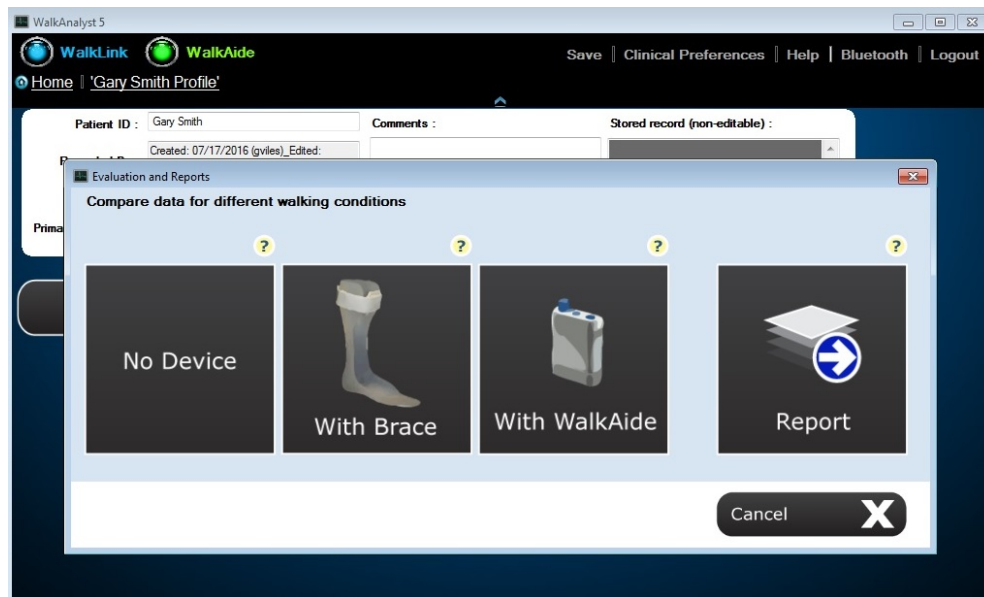 WalkAnalyst 5
WalkLink WalkAide
Save || Clinical Preferences || Help | Bluetooth || Logout
Home || 'Gary Smith Profile'
Patient ID : Gary Smith
Comments :
Stored record (non-editable) :
Created: 07/17/2016 (gviles)_Edited:
Evaluation and Reports
Compare data for different walking conditions
Prima
? ? ? ?
No Device
With Brace
With WalkAide
Report
Cancel X